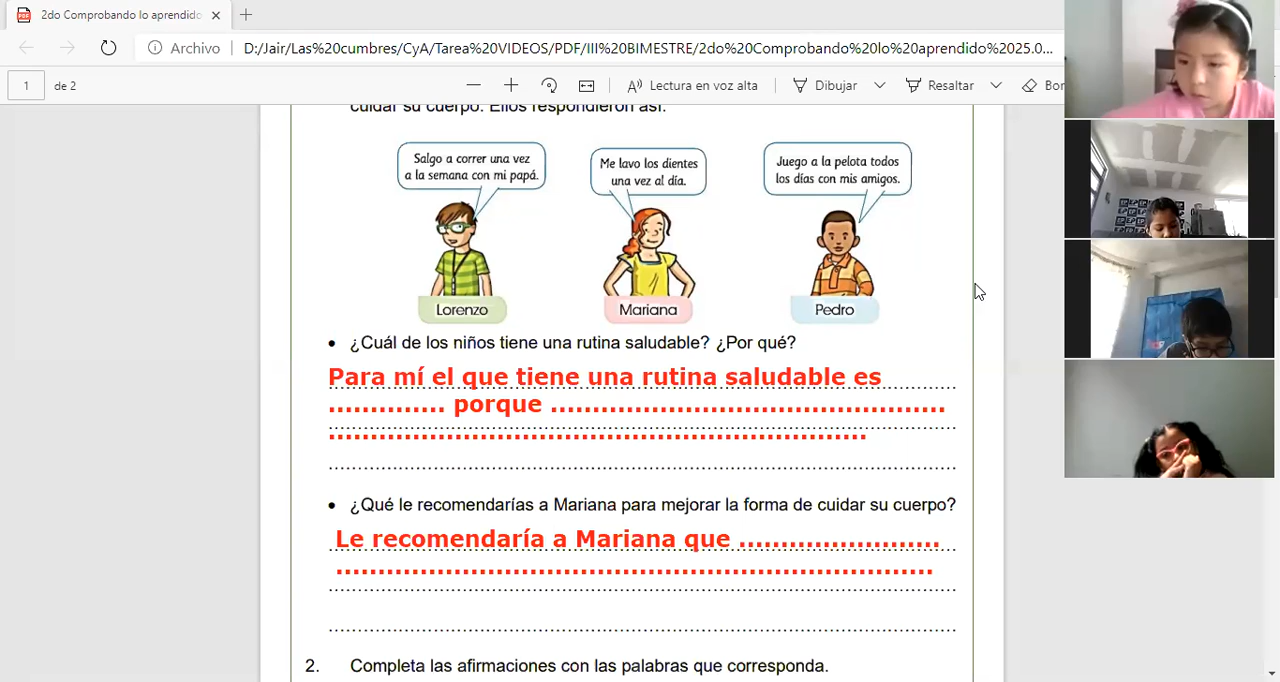 2do Comprobando lo aprendido
1 de 2
Archivo D:/Jair/Las%20cumbres/CyA/Tarea%20VIDEOS/PDF/III%20BIMESTRE/2do%20Comprobando%20lo%20aprendido%2025.0...
Lectura en voz alta
Dibujar
Resaltar
Bor
cuidar su cuerpo. Ellos respondieron así:
Salgo a correr una vez
a la semana con mi papá.
Me lavo los dientes
una vez al día.
Juego a la pelota todos
los días con mis amigos.
Lorenzo
Mariana
Pedro
• ¿Cuál de los niños tiene una rutina saludable? ¿Por qué?
Para mí el que tiene una rutina saludable es
.............. porque ...............................................
................................................................
• ¿Qué le recomendarías a Mariana para mejorar la forma de cuidar su cuerpo?
Le recomendaría a Mariana que ........................
.......................................................................
2. Completa las afirmaciones con las palabras que corresponda.